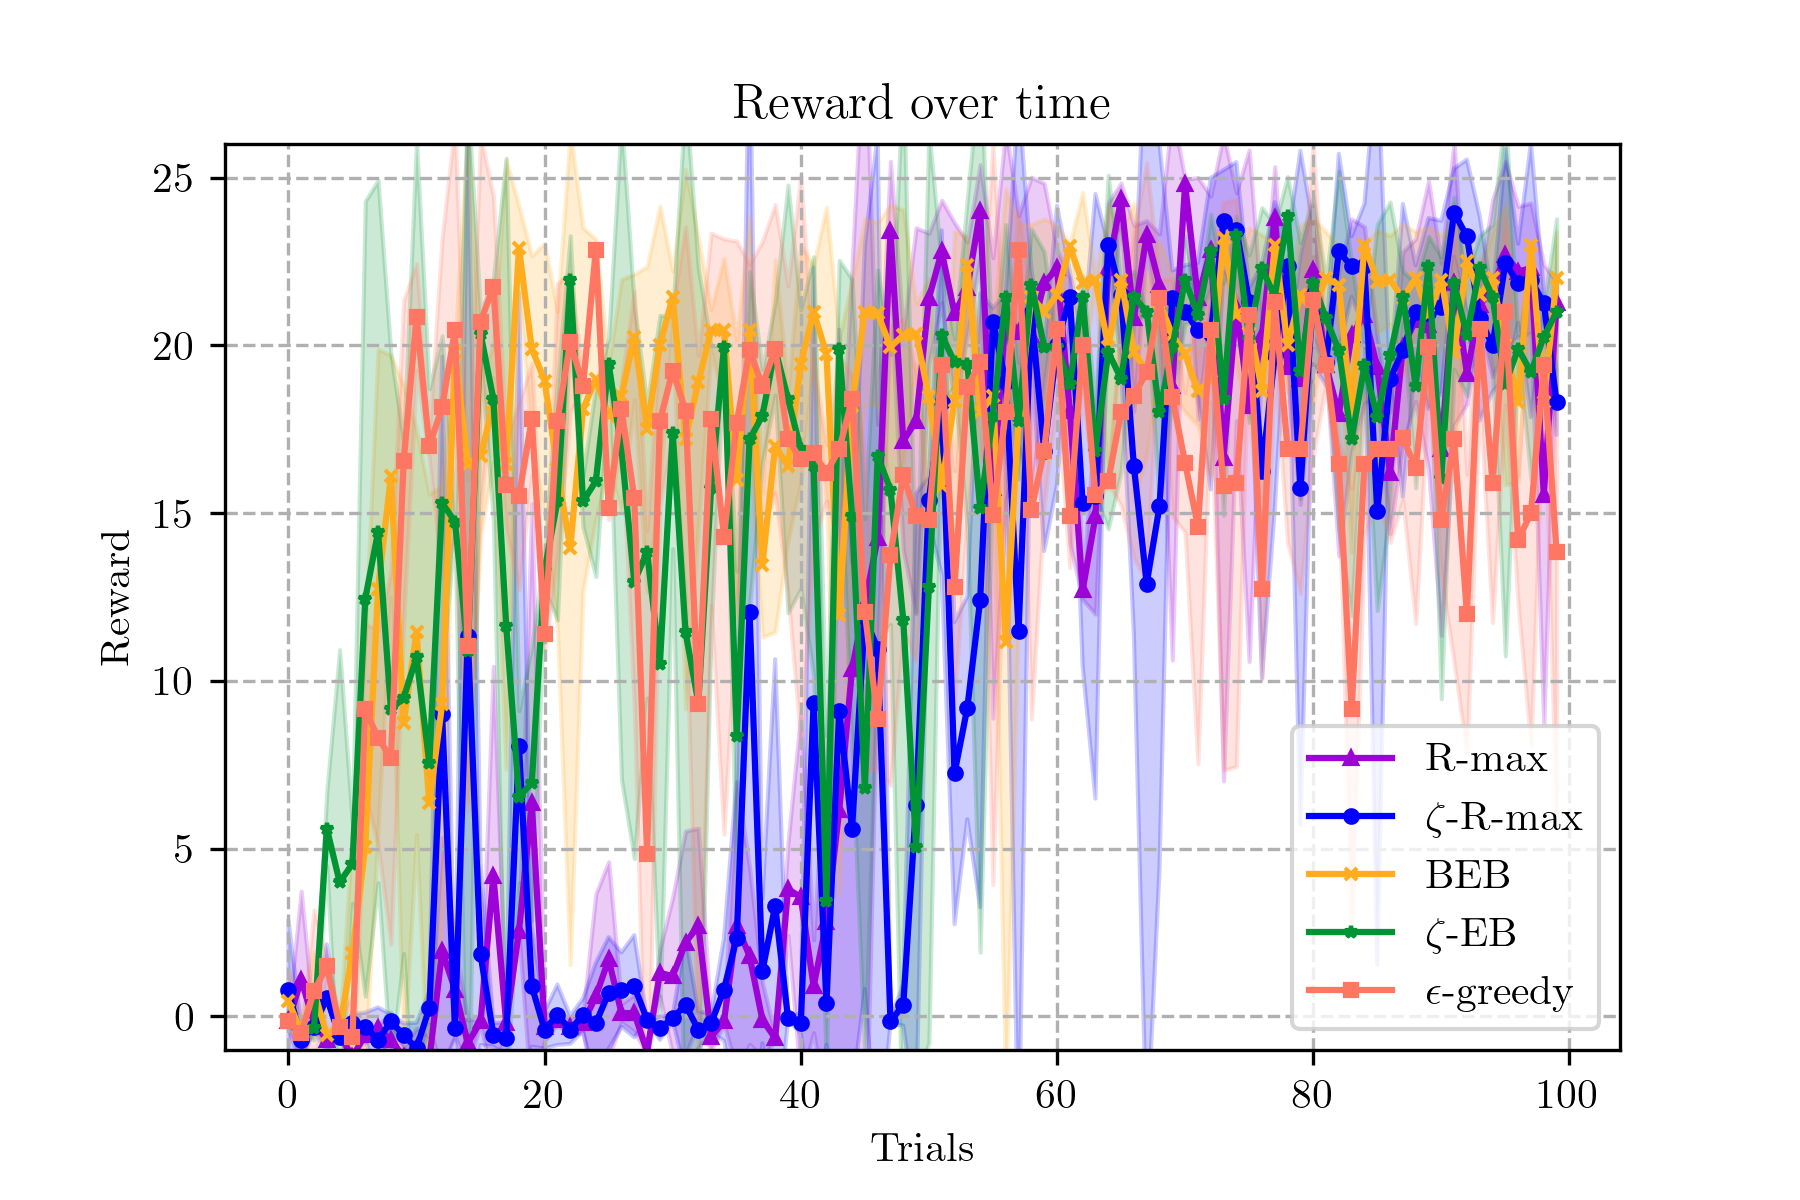 Reward over time
25
20
15
10
5
0
Reward
0 20 40 60 80 100
Trials
R-max
ζ-R-max
BEB
ζ-EB
ϵ-greedy